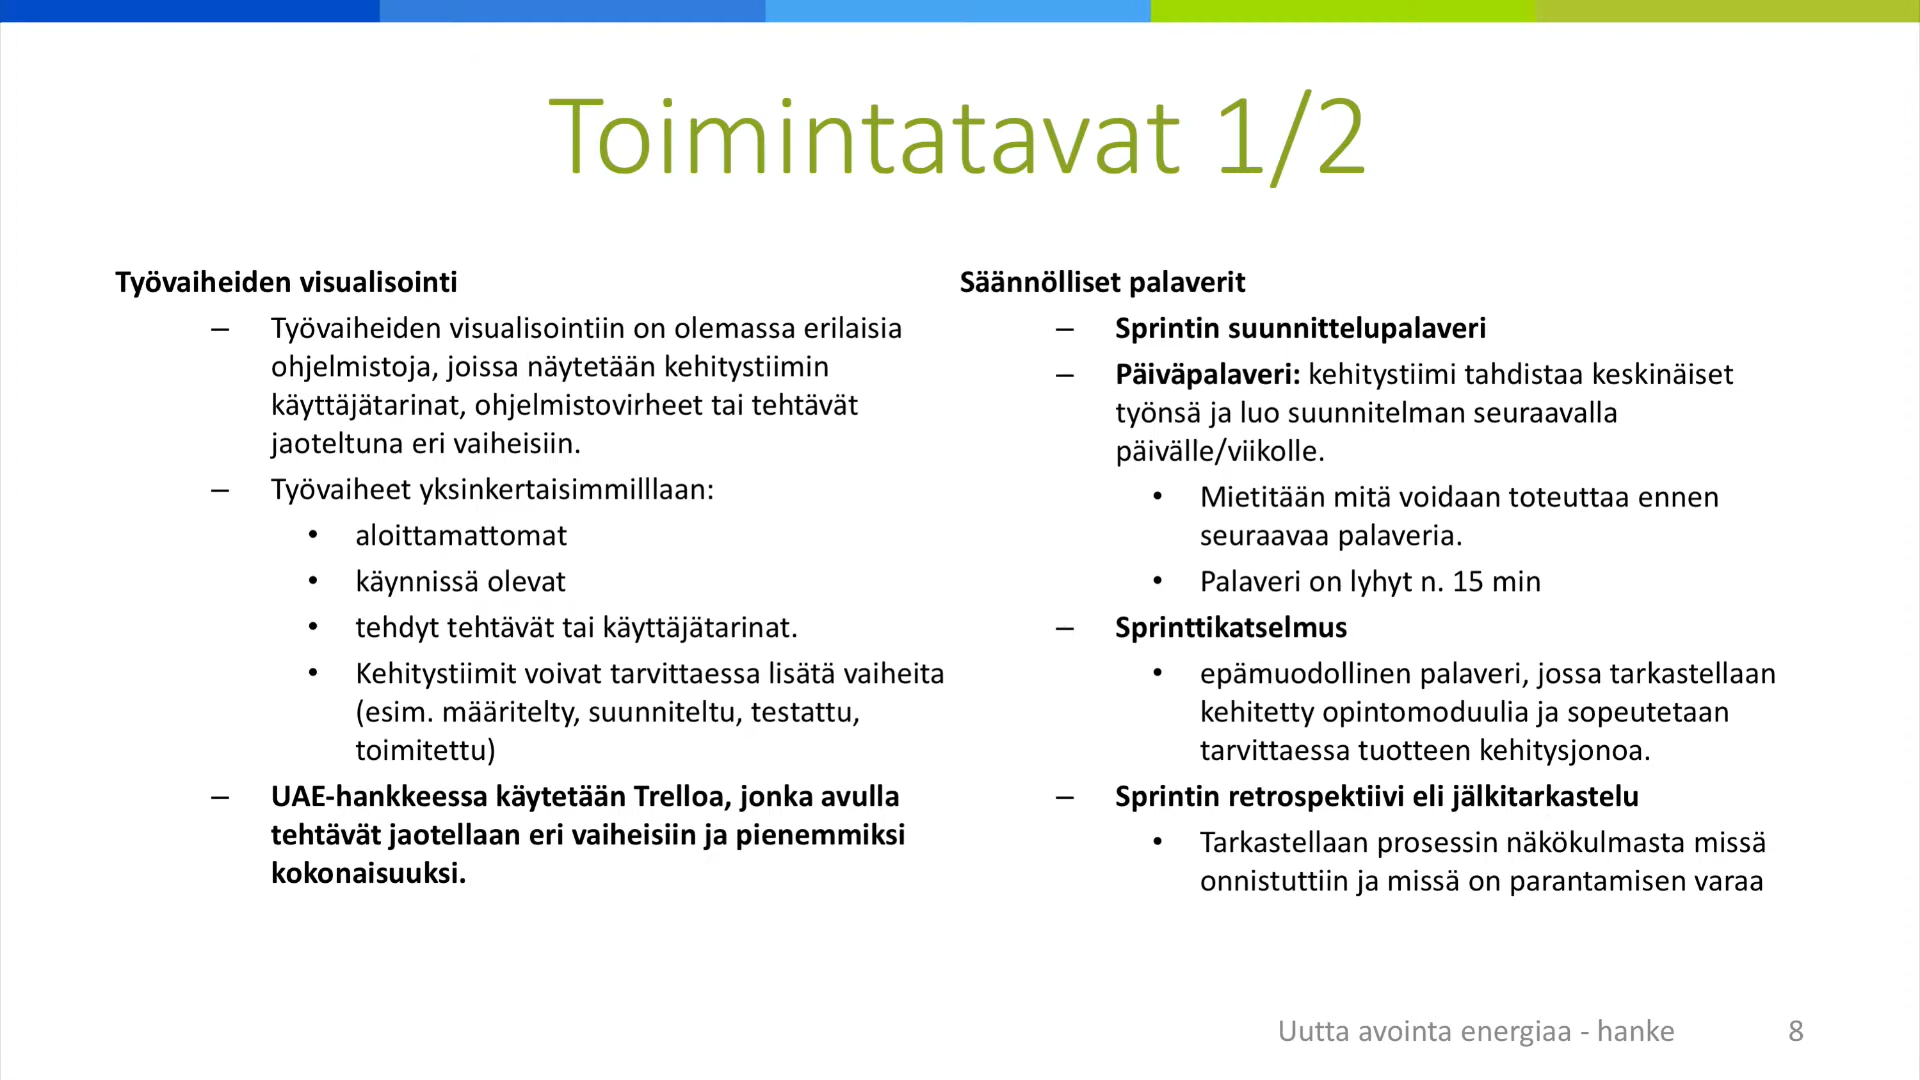 Toimintatavat 1/2
Työvaiheiden visualisointi
– Työvaiheiden visualisointiin on olemassa erilaisia
ohjelmistoja, joissa näytetään kehitystiimin
käyttäjätarinat, ohjelmistovirheet tai tehtävät
jaoteltuna eri vaiheisiin.
– Työvaiheet yksinkertaisimmilllaan:
• aloittamattomat
• käynnissä olevat
• tehdyt tehtävät tai käyttäjätarinat.
• Kehitystiimit voivat tarvittaessa lisätä vaiheita
(esim. määritelty, suunniteltu, testattu,
toimitettu)
– UAE-hankkeessa käytetään Trelloa, jonka avulla
tehtävät jaotellaan eri vaiheisiin ja pienemmiksi
kokonaisuuksi.
Säännölliset palaverit
– Sprintin suunnittelupalaveri
– Päiväpalaveri: kehitystiimi tahdistaa keskinäiset
työnsä ja luo suunnitelman seuraavalla
päivälle/viikolle.
• Mietitään mitä voidaan toteuttaa ennen
seuraavaa palaveria.
• Palaveri on lyhyt n. 15 min
– Sprinttikatselmus
• epämuodollinen palaveri, jossa tarkastellaan
kehitetty opintomoduulia ja sopeutetaan
tarvittaessa tuotteen kehitysjonoa.
– Sprintin retrospektiivi eli jälkitarkastelu
• Tarkastellaan prosessin näkökulmasta missä
onnistuttiin ja missä on parantamisen varaa
Uutta avointa energiaa - hanke 8